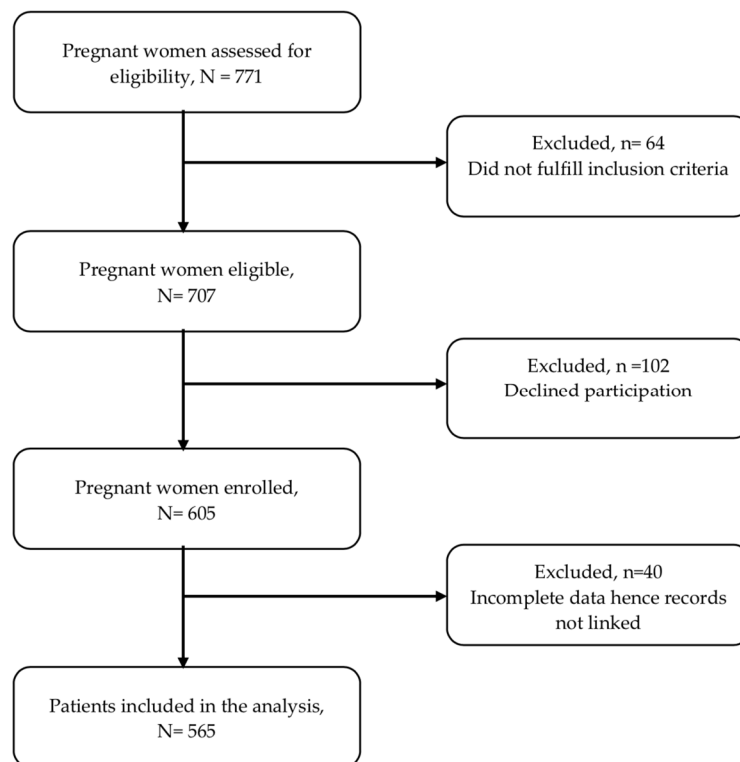 Pregnant women assessed for
eligibility, N = 771
Excluded, n= 64
Did not fulfill inclusion criteria
Pregnant women eligible,
N= 707
Excluded, n =102
Declined participation
Pregnant women enrolled,
N= 605
Excluded, n=40
Incomplete data hence records
not linked
Patients included in the analysis,
N= 565